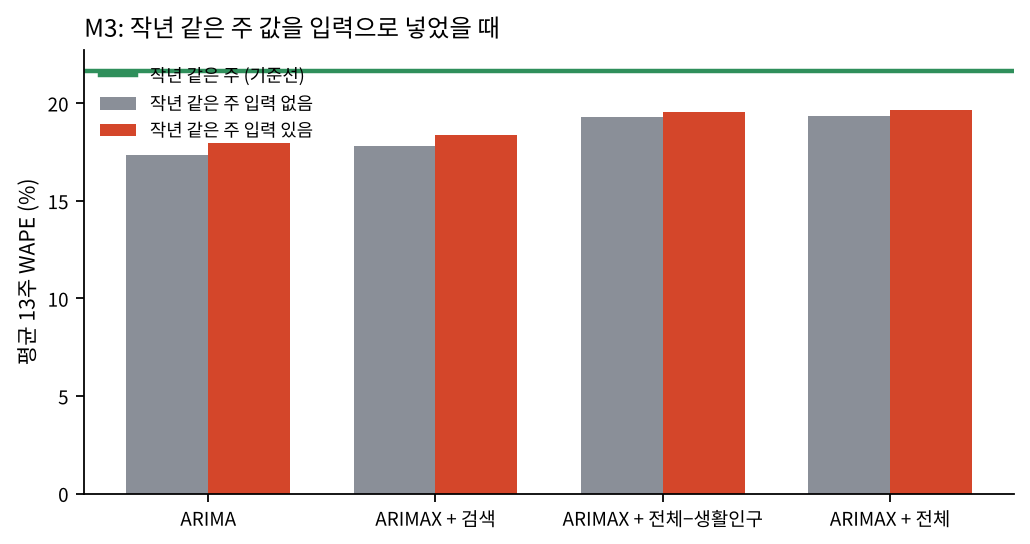 M3: 작년 같은 주 값을 입력으로 넣었을 때
평균 13주 WAPE (%)
20
15
10
5
0
작년 같은 주 (기준선)
작년 같은 주 입력 없음
작년 같은 주 입력 있음
ARIMA
ARIMAX + 검색
ARIMAX + 전체−생활인구
ARIMAX + 전체